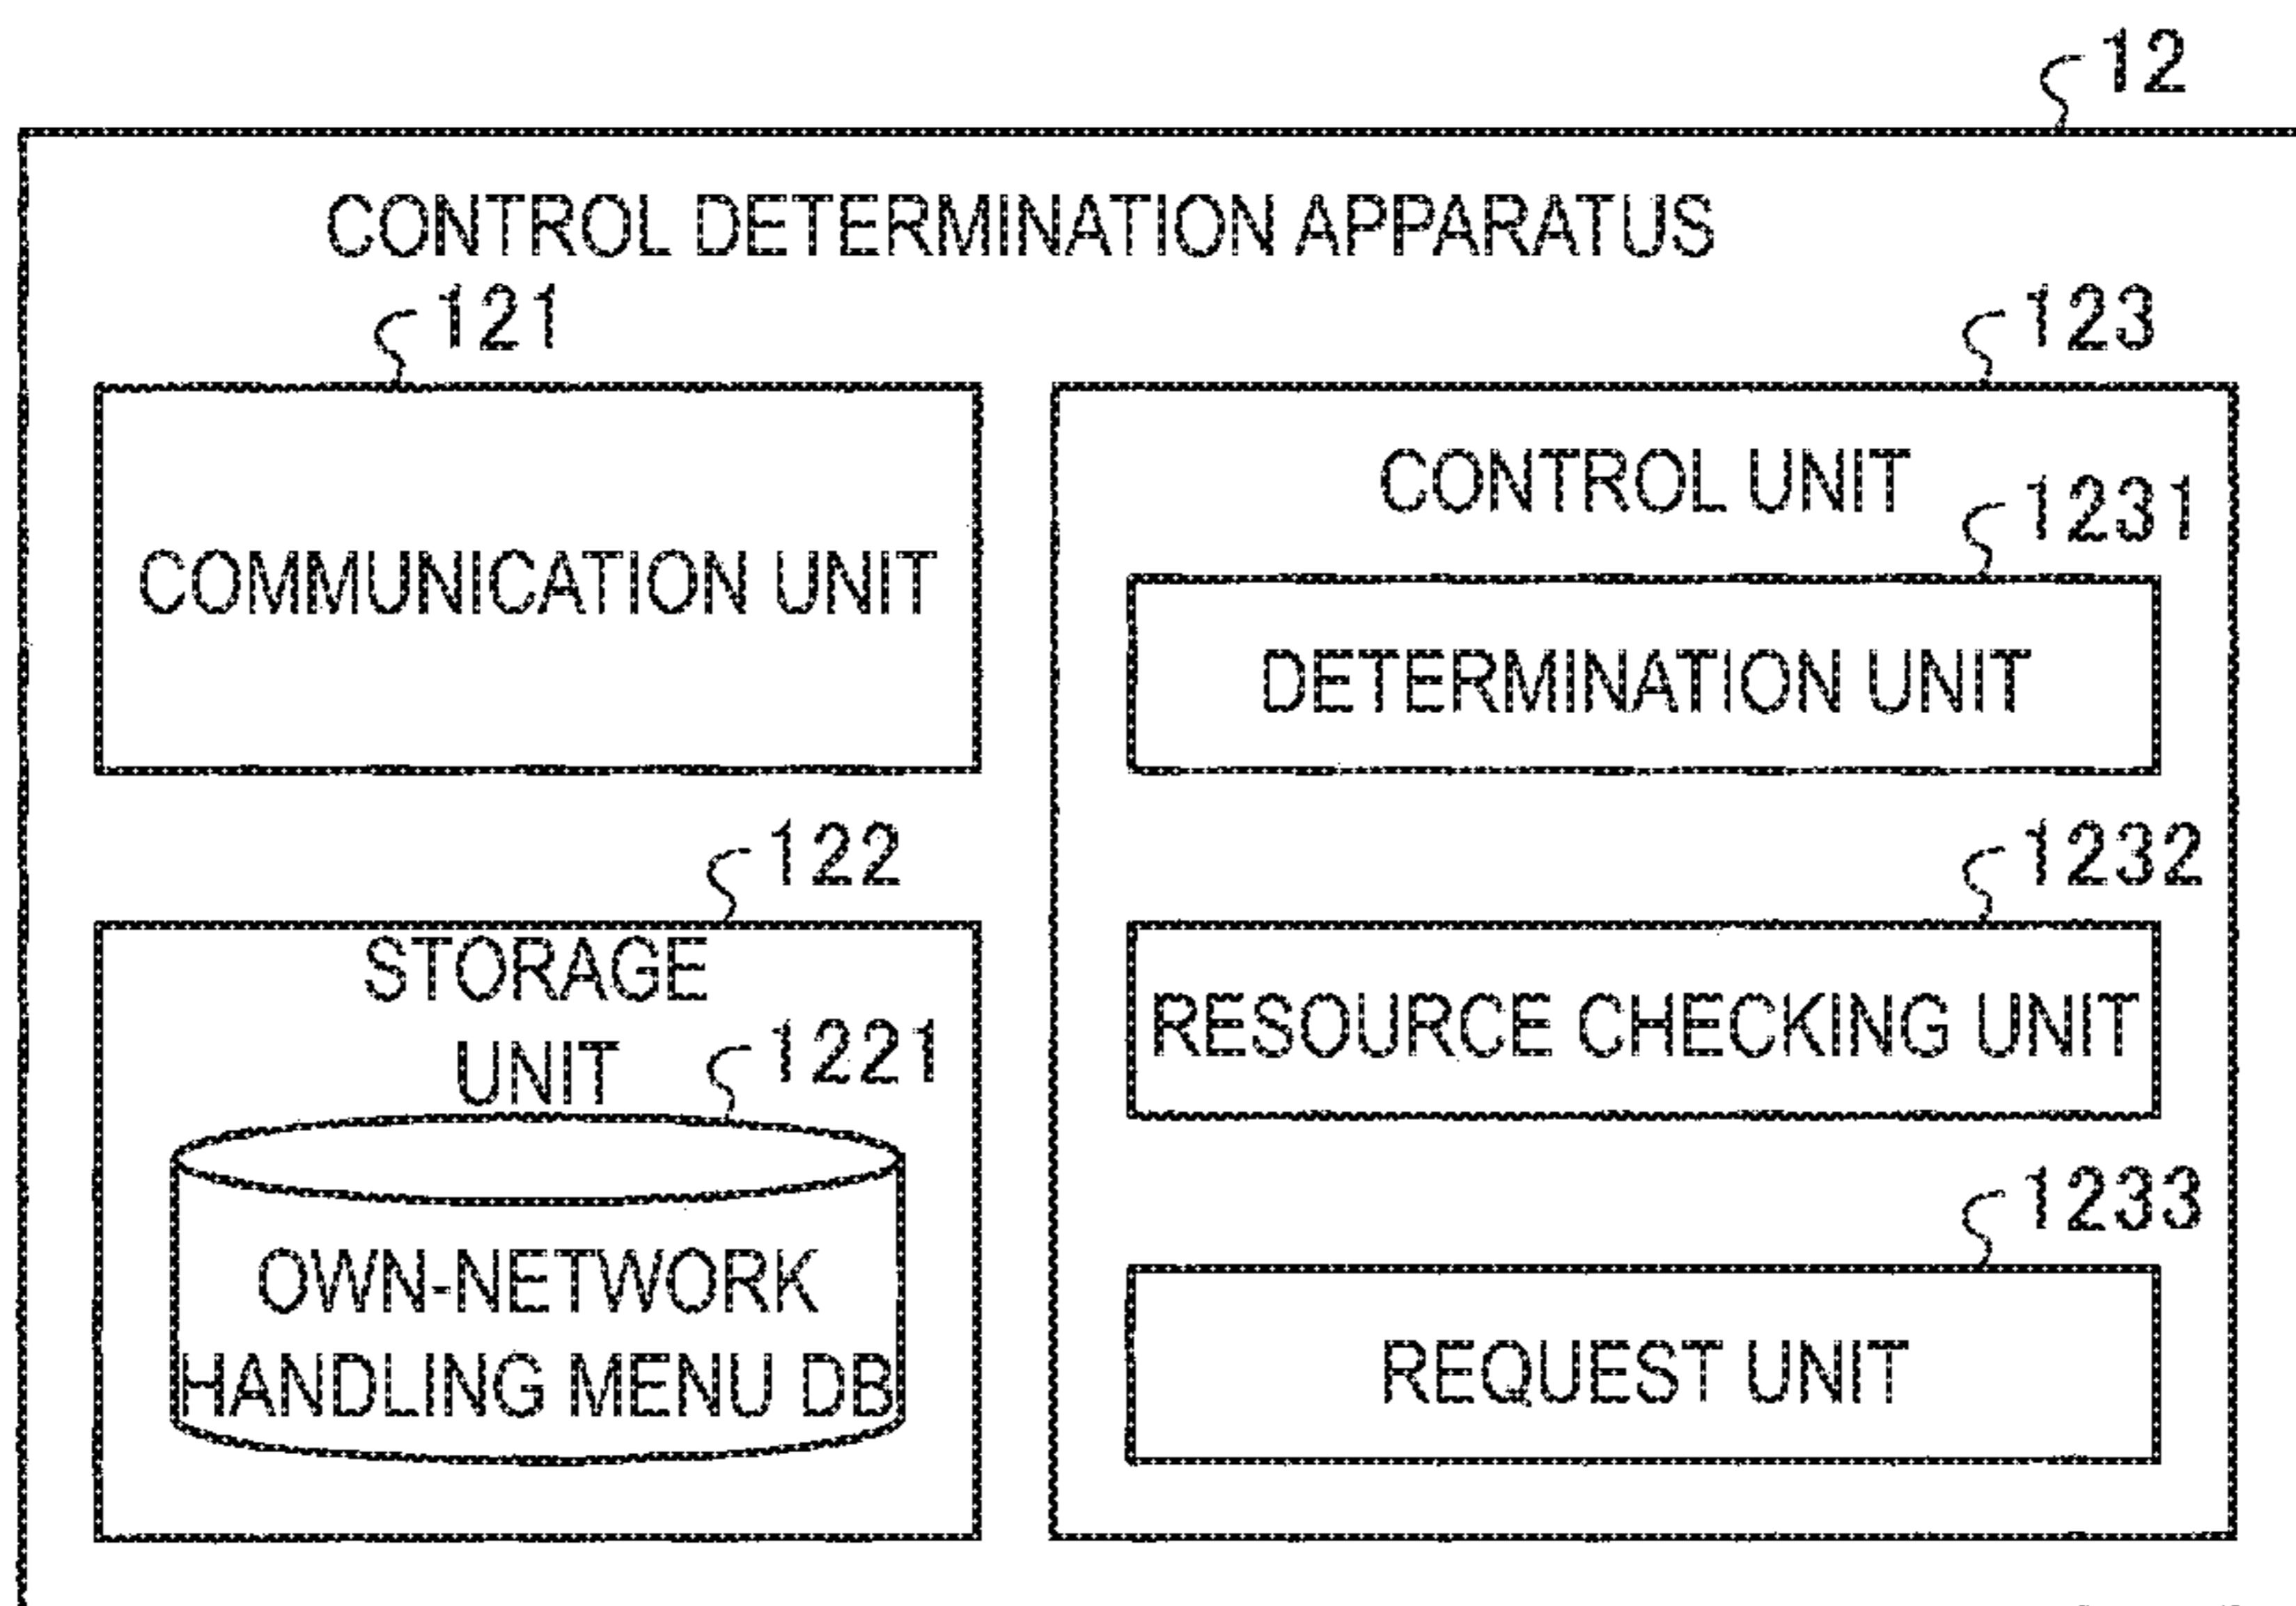 12
CONTROL DETERMINATION APPARATUS
121
COMMUNICATION UNIT
122
STORAGE
UNIT
1221
OWN-NETWORK
HANDLING MENU DB
123
CONTROL UNIT
1231
DETERMINATION UNIT
1232
RESOURCE CHECKING UNIT
1233
REQUEST UNIT